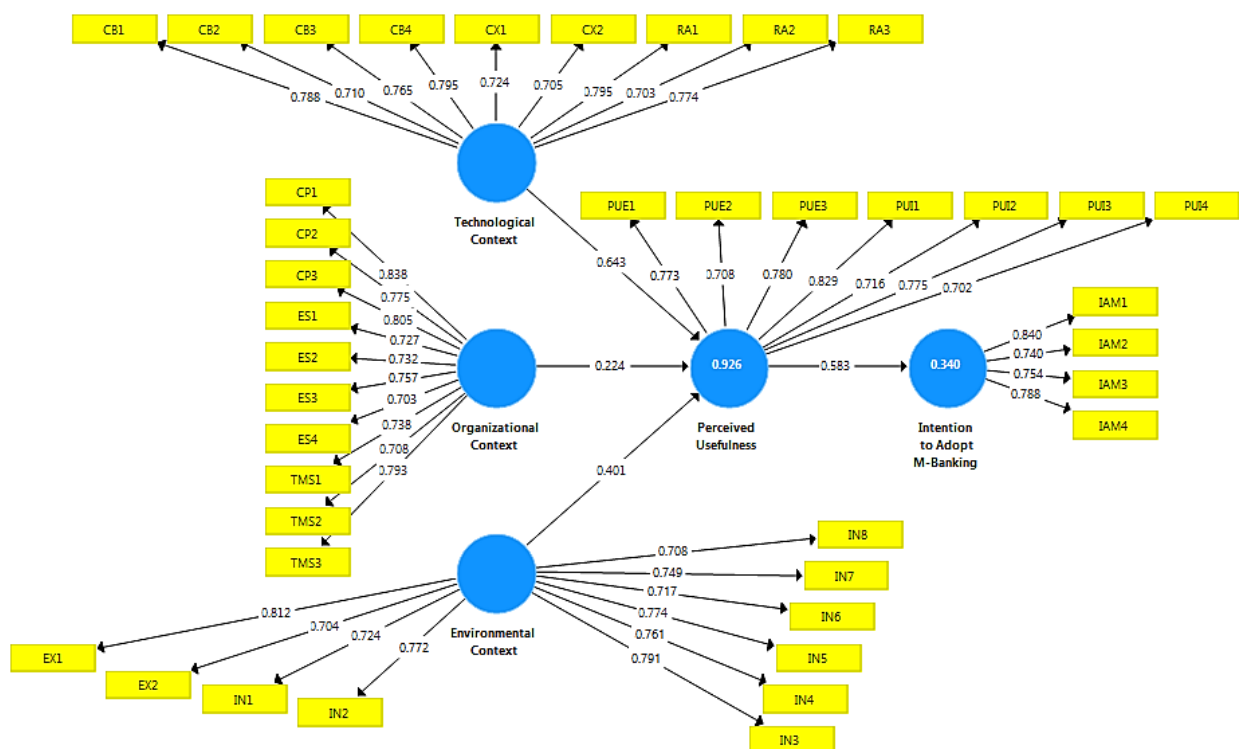 CB1
CB2
CB3
CB4
CX1
CX2
RA1
RA2
RA3
0.788
0.710
0.765
0.795
0.724
0.705
0.795
0.703
0.774
Technological
Context
CP1
CP2
CP3
ES1
ES2
ES3
ES4
TMS1
TMS2
TMS3
0.838
0.775
0.805
0.727
0.732
0.757
0.703
0.738
0.708
0.793
Organizational
Context
0.643
0.224
0.401
PUE1
PUE2
PUE3
PUI1
PUI2
PUI3
PUI4
0.773
0.708
0.780
0.829
0.716
0.775
0.702
0.926
Perceived
Usefulness
0.583
0.340
Intention
to Adopt
M-Banking
0.840
0.740
0.754
0.788
IAM1
IAM2
IAM3
IAM4
Environmental
Context
0.812
0.704
0.724
0.772
EX1
EX2
IN1
IN2
0.708
0.749
0.717
0.774
0.761
0.791
IN8
IN7
IN6
IN5
IN4
IN3